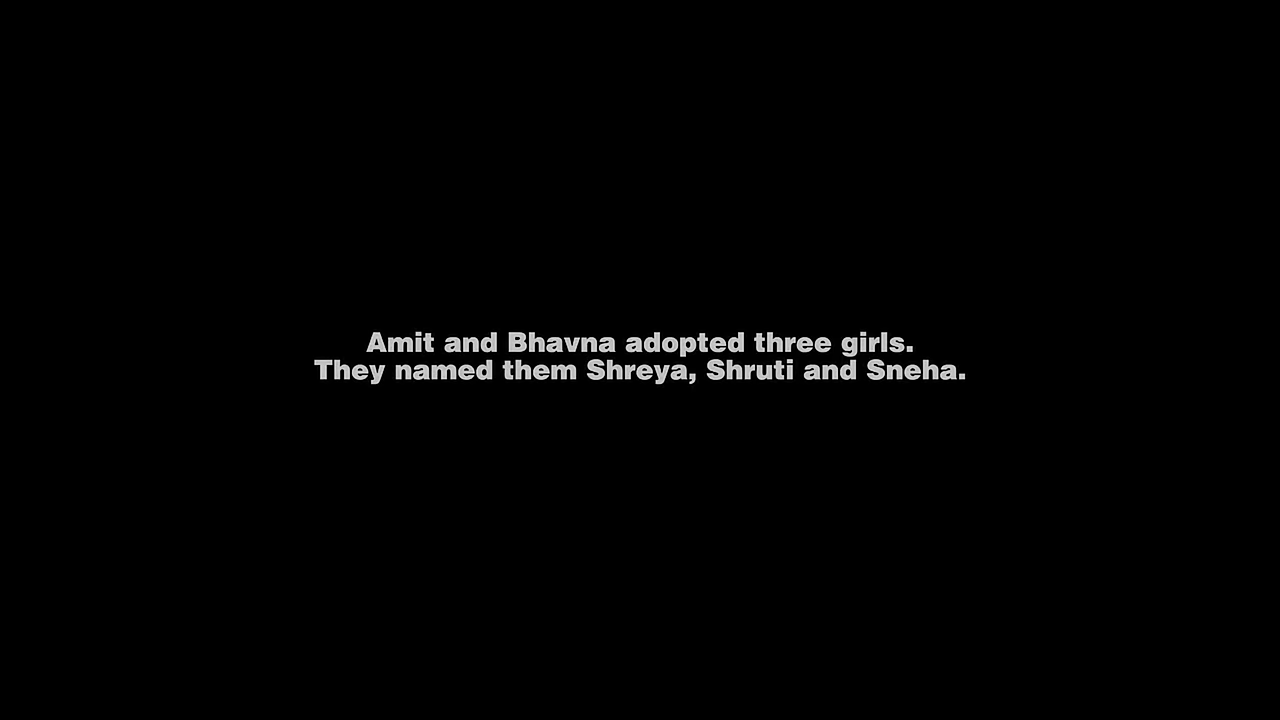 Amit and Bhavna adopted three girls.
They named them Shreya, Shruti and Sneha.